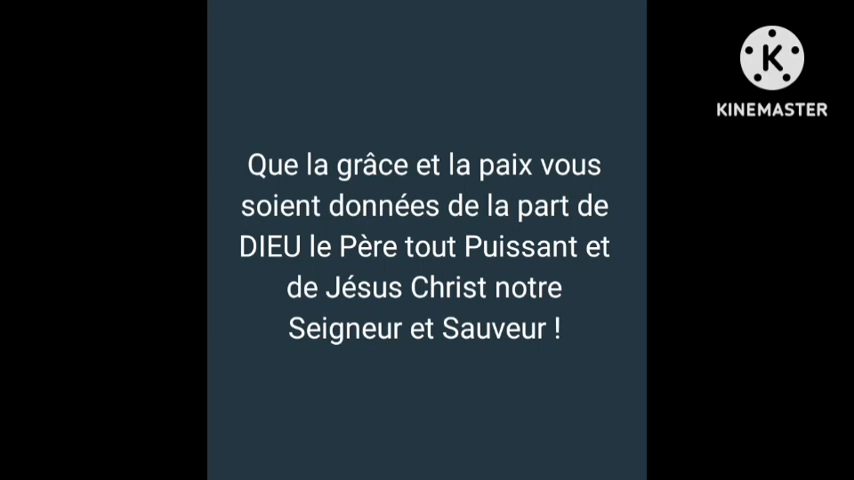 Que la grâce et la paix vous
soient données de la part de
DIEU le Père tout Puissant et
de Jésus Christ notre
Seigneur et Sauveur !
K
KINEMASTER